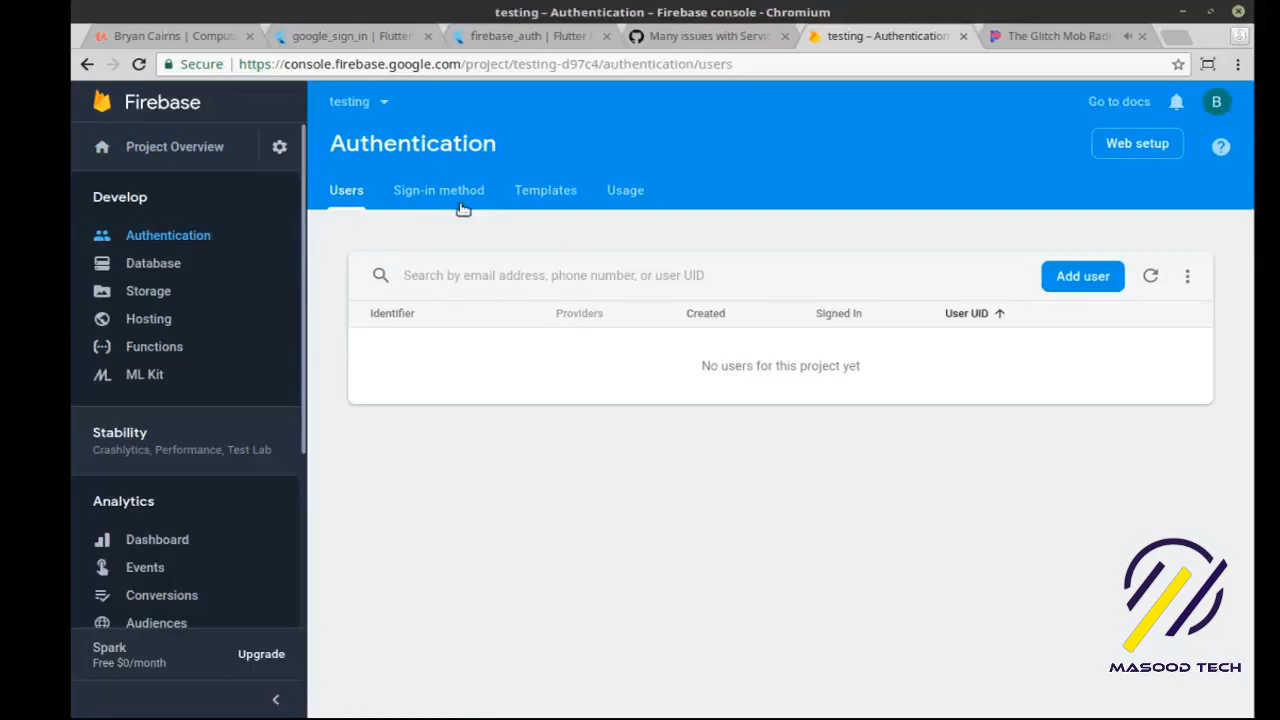 testing – Authentication – Firebase console - Chromium
Bryan Cairns | Comput
google_sign_in | Flutter
firebase_auth | Flutter
Many issues with Servic
testing – Authentication
The Glitch Mob Radi
Secure | https://console.firebase.google.com/project/testing-d97c4/authentication/users
Firebase
Project Overview
Develop
Authentication
Database
Storage
Hosting
Functions
ML Kit
Stability
Crashlytics, Performance, Test Lab
Analytics
Dashboard
Events
Conversions
Audiences
Spark
Free $0/month
Upgrade
testing
Go to docs
B
Authentication
Web setup
Users
Sign-in method
Templates
Usage
Search by email address, phone number, or user UID
Add user
Identifier
Providers
Created
Signed In
User UID
No users for this project yet
MASOOD TECH